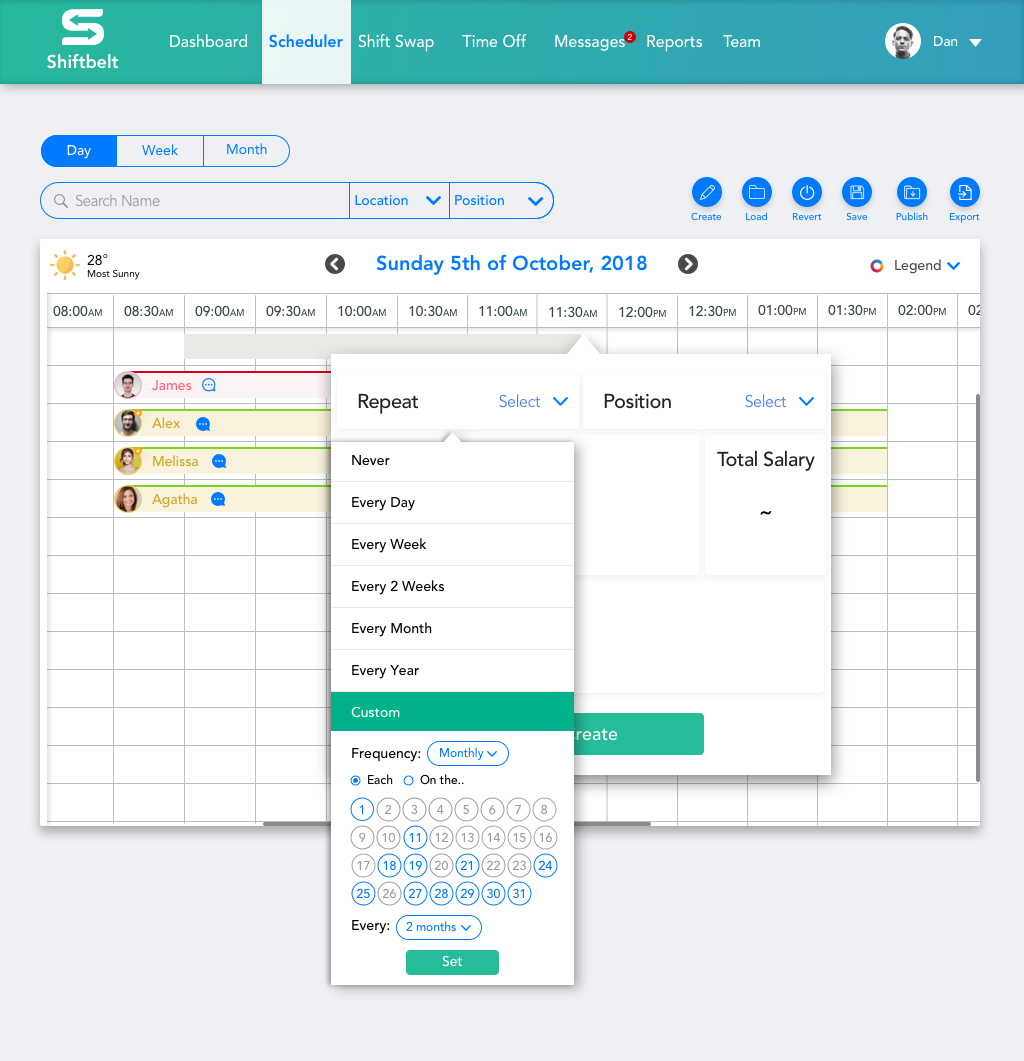 Shiftbelt
Dashboard Scheduler Shift Swap Time Off Messages 2 Reports Team Dan
Day Week Month
Search Name Location Position
Create Load Revert Save Publish Export
28°
Most Sunny
Sunday 5th of October, 2018
Legend
08:00AM 08:30AM 09:00AM 09:30AM 10:00AM 10:30AM 11:00AM 11:30AM 12:00PM 12:30PM 01:00PM 01:30PM 02:00PM 02
James
Alex
Melissa
Agatha
Repeat Select Position Select
Total Salary
~
Never
Every Day
Every Week
Every 2 Weeks
Every Month
Every Year
Custom
reate
Frequency: Monthly
Each On the..
1 2 3 4 5 6 7 8
9 10 11 12 13 14 15 16
17 18 19 20 21 22 23 24
25 26 27 28 29 30 31
Every: 2 months
Set